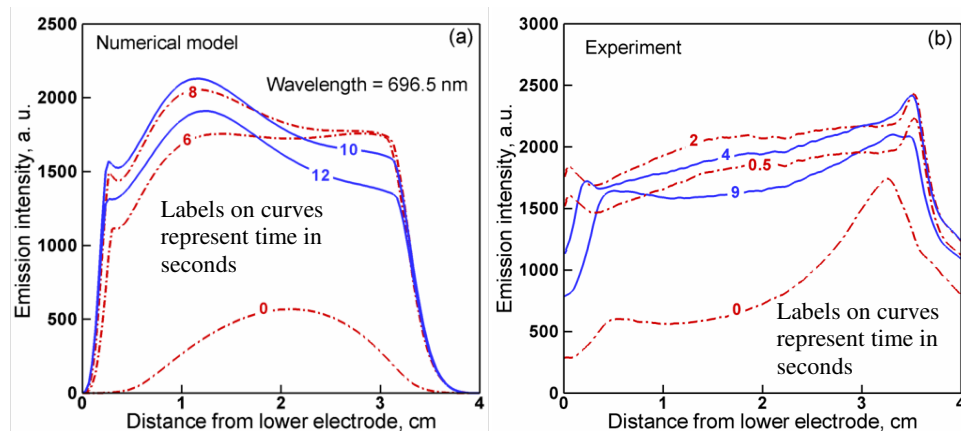 Numerical model
(a)
Wavelength = 696.5 nm
8
6
10
12
0
Labels on curves
represent time in
seconds
Emission intensity, a. u.
2500
2000
1500
1000
500
0
0
1
2
3
4
Distance from lower electrode, cm
Experiment
(b)
2
4
0.5
9
0
Labels on curves
represent time in
seconds
Emission intensity, a.u.
3000
2500
2000
1500
1000
500
0
0
1
2
3
4
Distance from lower electrode, cm